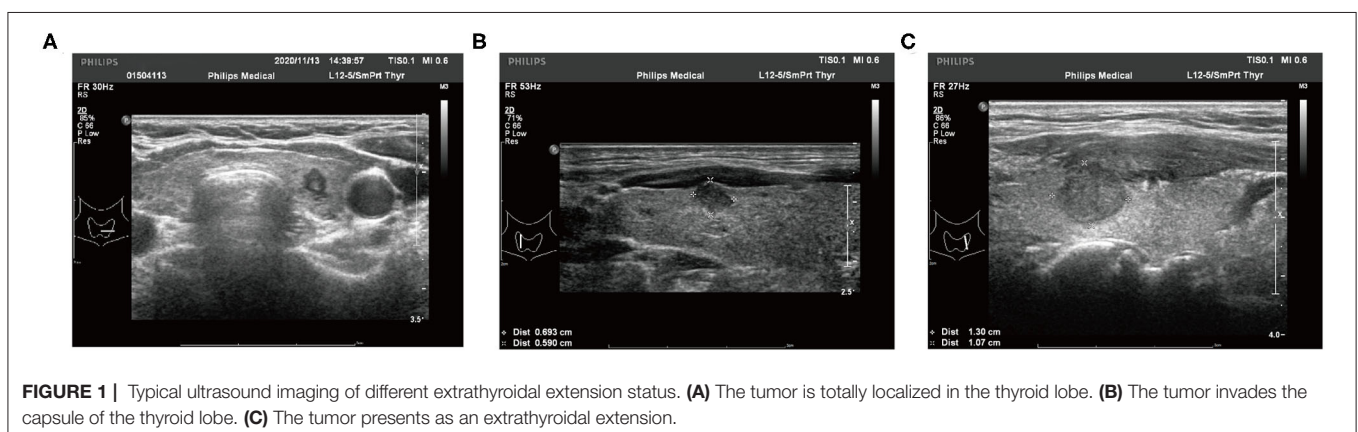 A
PHILIPS
2020/11/13 14:39:57 TIS0.1 MI 0.6
01504113 Philips Medical L12-5/SmPrt Thyr
FR 30Hz
RS
M3
2D
85%
C 66
P Low
Res
3.5
B
PHILIPS
TIS0.1 MI 0.6
Philips Medical L12-5/SmPrt Thyr
FR 53Hz
RS
M3
2D
71%
C 66
P Low
Res
x
2.5
Dist 0.693 cm
Dist 0.590 cm
C
PHILIPS
TIS0.1 MI 0.6
Philips Medical L12-5/SmPrt Thyr
FR 27Hz
RS
M3
2D
86%
C 66
P Low
Res
x
4.0
Dist 1.30 cm
Dist 1.07 cm
FIGURE 1 | Typical ultrasound imaging of different extrathyroidal extension status. (A) The tumor is totally localized in the thyroid lobe. (B) The tumor invades the
capsule of the thyroid lobe. (C) The tumor presents as an extrathyroidal extension.